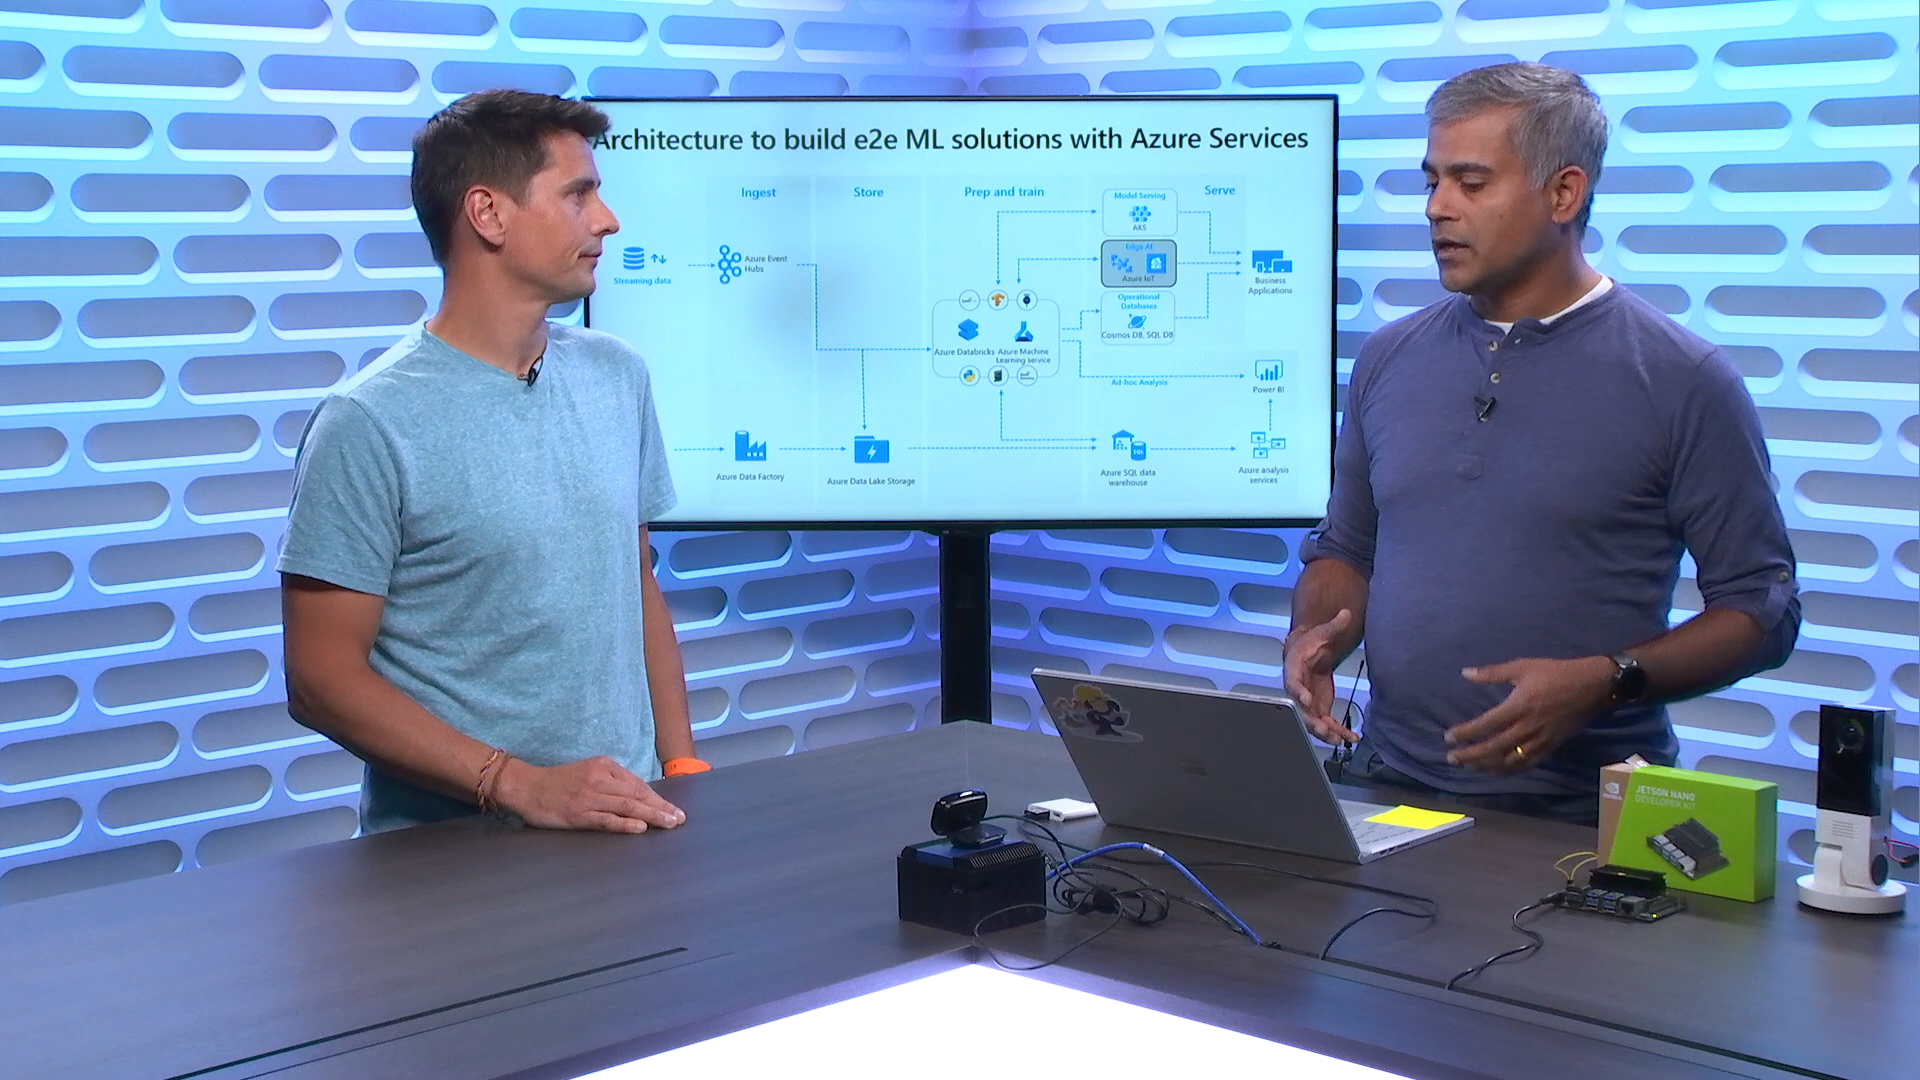 Architecture to build e2e ML solutions with Azure Services
Ingest
Store
Prep and train
Serve
Model Serving
AKS
Edge AI
Azure IoT
Operational
Databases
Cosmos DB, SQL DB
Streaming data
Azure Event
Hubs
Business
Applications
Azure Databricks
Azure Machine
Learning service
Ad-hoc Analysis
Power BI
Azure Data Factory
Azure Data Lake Storage
Azure SQL data
warehouse
SQL
Azure analysis
services
JETSON NANO
DEVELOPER KIT
NVIDIA